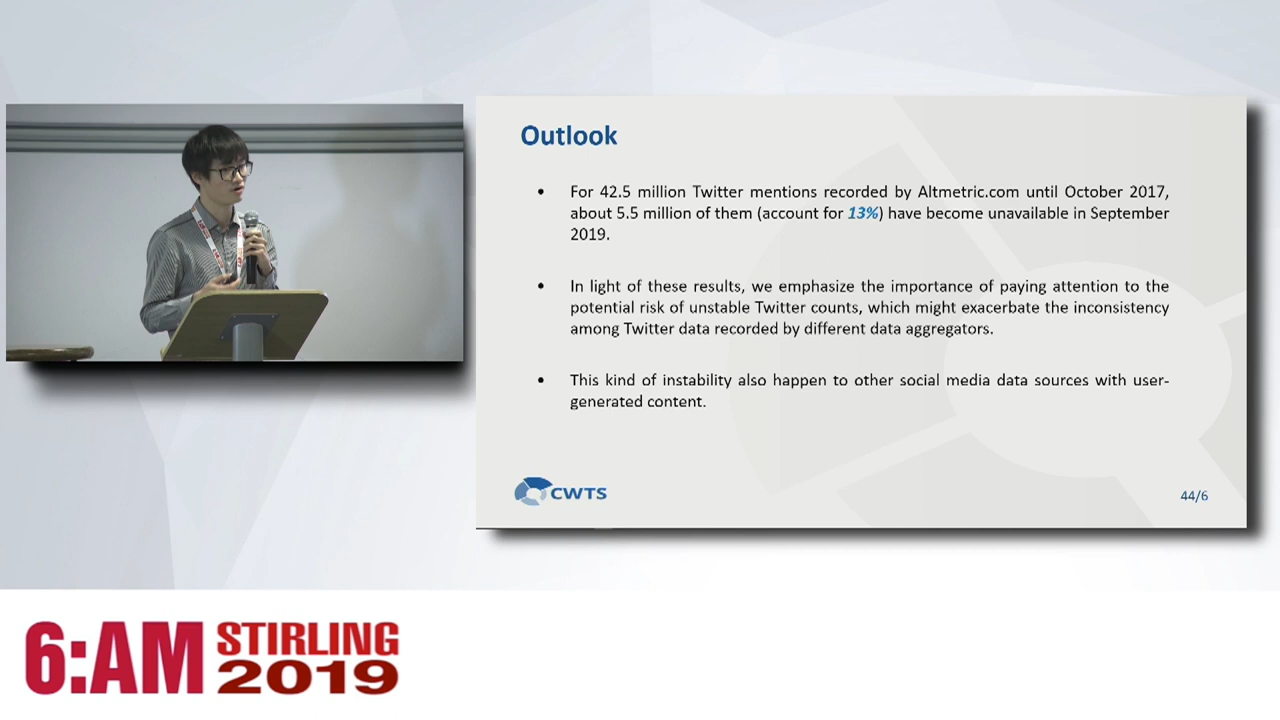 Outlook
• For 42.5 million Twitter mentions recorded by Altmetric.com until October 2017,
about 5.5 million of them (account for 13%) have become unavailable in September
2019.
• In light of these results, we emphasize the importance of paying attention to the
potential risk of unstable Twitter counts, which might exacerbate the inconsistency
among Twitter data recorded by different data aggregators.
• This kind of instability also happen to other social media data sources with user-
generated content.
CWTS
44/6
6:AM STIRLING
2019